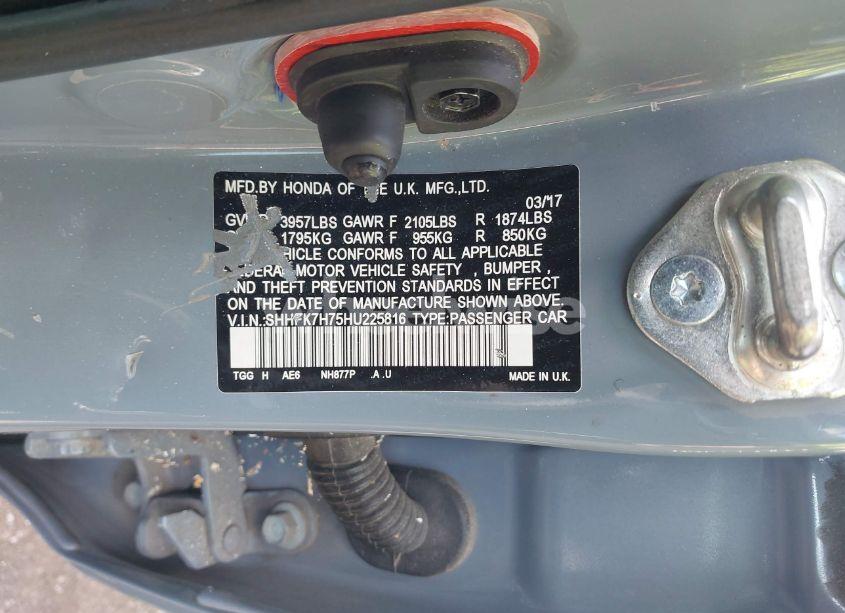 MFD.BY HONDA OF THE U.K. MFG.,LTD.
03/17
3957LBS GAWR F 2105LBS R 1874LBS
1795KG GAWR F 955KG R 850KG
VEHICLE CONFORMS TO ALL APPLICABLE
FEDERAL MOTOR VEHICLE SAFETY , BUMPER ,
AND THEFT PREVENTION STANDARDS IN EFFECT
ON THE DATE OF MANUFACTURE SHOWN ABOVE.
V.I.N.:SHHFK7H75HU225816 TYPE:PASSENGER CAR
TGG H AE6 NH877P .A .U MADE IN U.K.